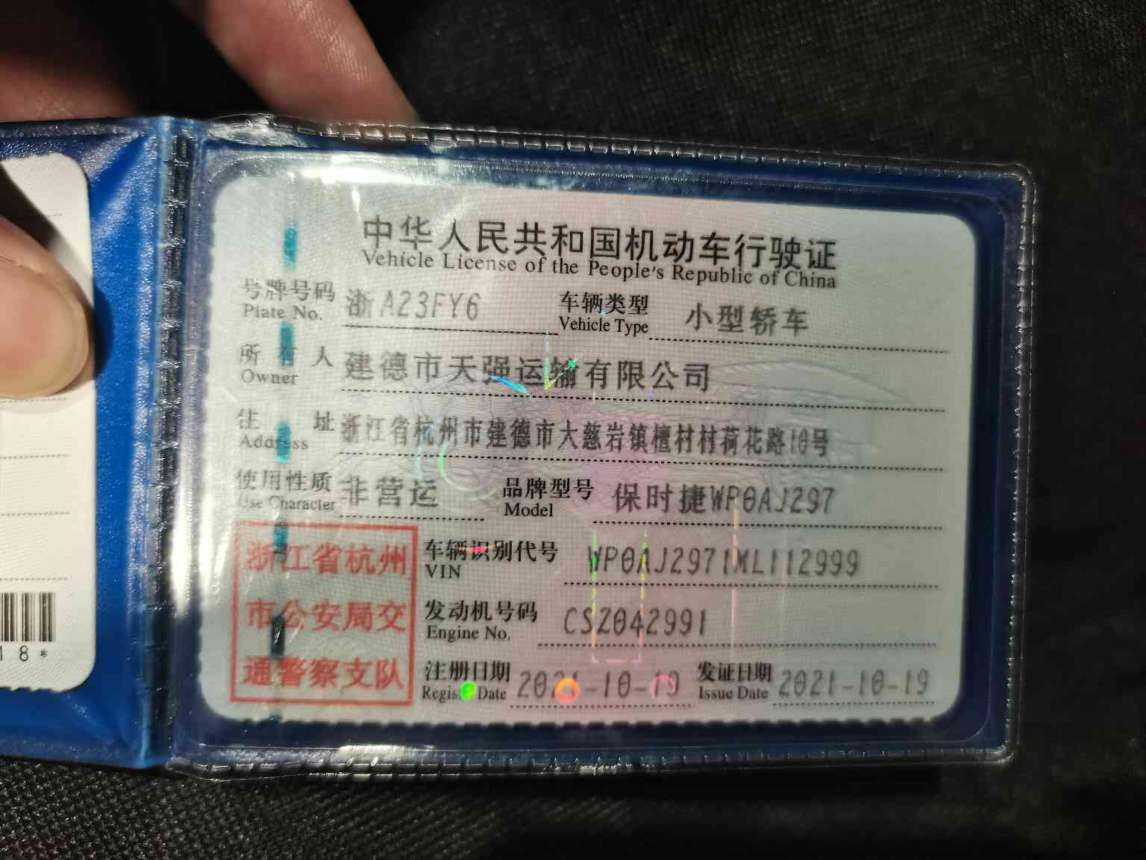 中华人民共和国机动车行驶证
Vehicle License of the People's Republic of China
号牌号码 浙A23FY6 车辆类型 小型轿车
Plate No. Vehicle Type
所有人 建德市天强运输有限公司
Owner
住址 浙江省杭州市建德市大慈岩镇檀村村荷花路10号
Address
使用性质 非营运 品牌型号 保时捷WP0AJ297
Use Character Model
浙江省杭州
市公安局交
通警察支队
车辆识别代号 WP0AJ2971ML112999
VIN
发动机号码 CSZ042991
Engine No.
注册日期 2021-10-19 发证日期 2021-10-19
Register Date Issue Date
18*